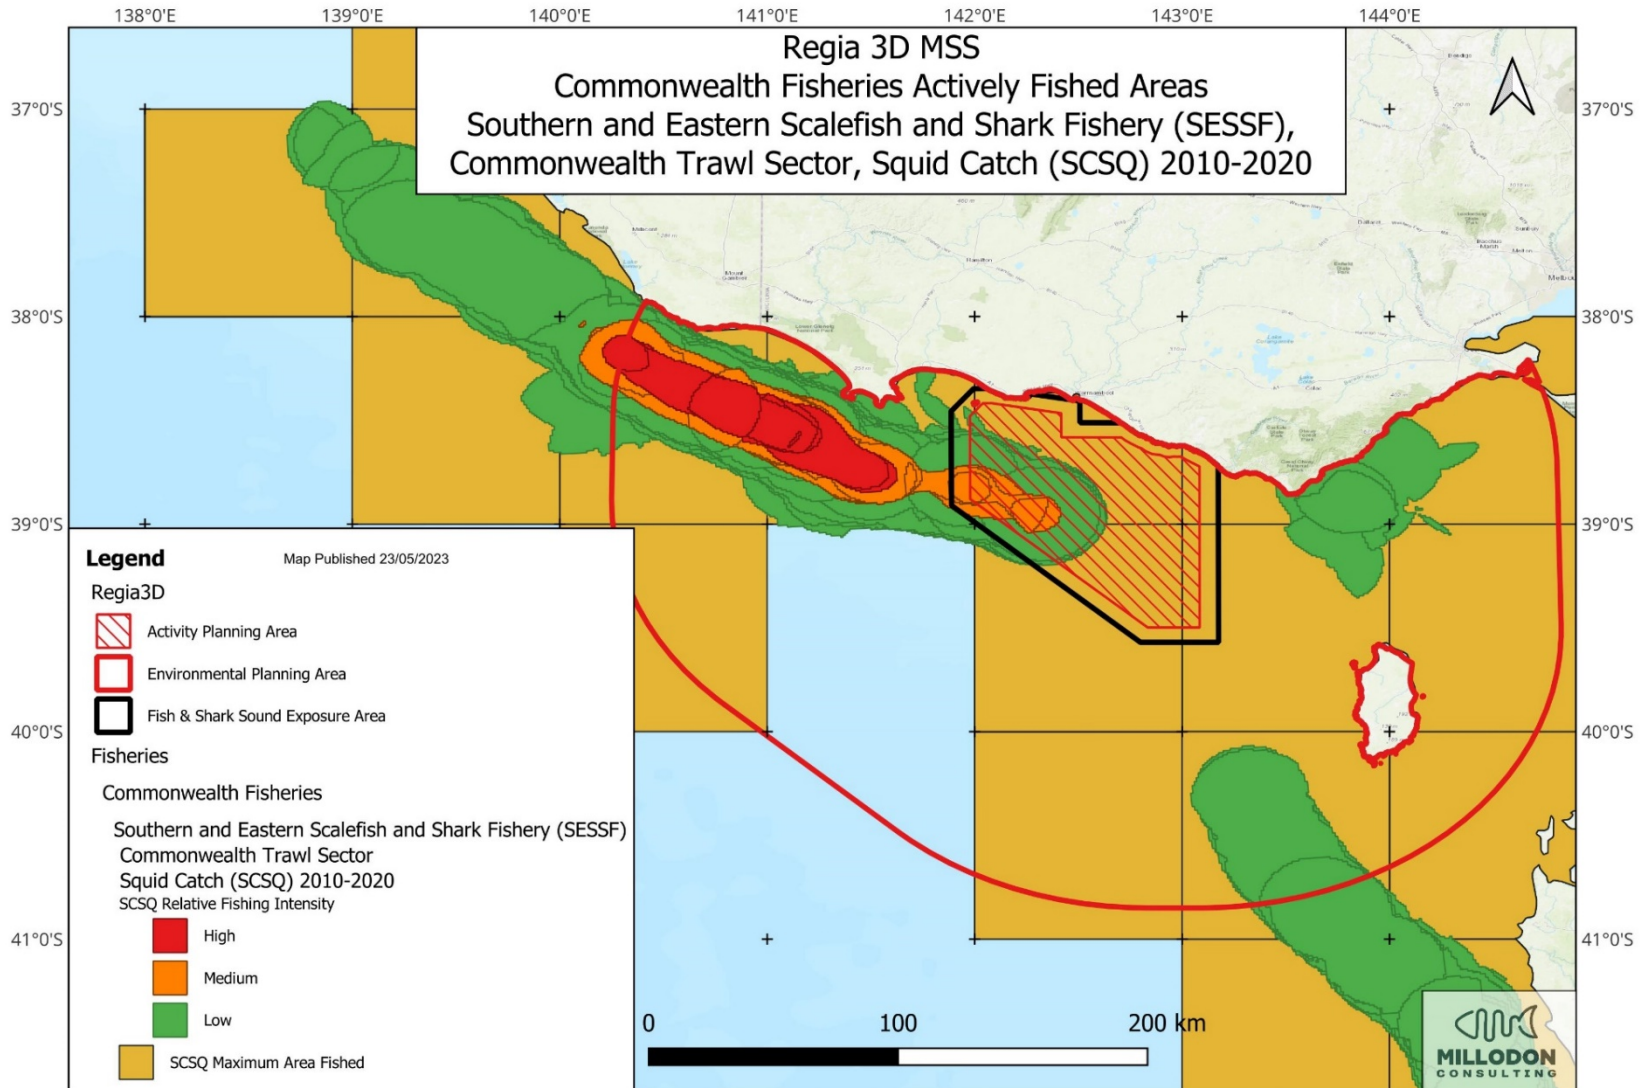 138°0'E 139°0'E 140°0'E 141°0'E 142°0'E 143°0'E 144°0'E
Regia 3D MSS
Commonwealth Fisheries Actively Fished Areas
Southern and Eastern Scalefish and Shark Fishery (SESSF),
Commonwealth Trawl Sector, Squid Catch (SCSQ) 2010-2020
37°0'S 37°0'S
Hamilton
38°0'S 38°0'S
39°0'S 39°0'S
Legend Map Published 23/05/2023
Regia3D
Activity Planning Area
Environmental Planning Area
Fish & Shark Sound Exposure Area
40°0'S 40°0'S
Fisheries
Commonwealth Fisheries
Southern and Eastern Scalefish and Shark Fishery (SESSF)
Commonwealth Trawl Sector
Squid Catch (SCSQ) 2010-2020
SCSQ Relative Fishing Intensity
High
41°0'S 41°0'S
Medium
Low
0 100 200 km
SCSQ Maximum Area Fished
MILLODON
CONSULTING